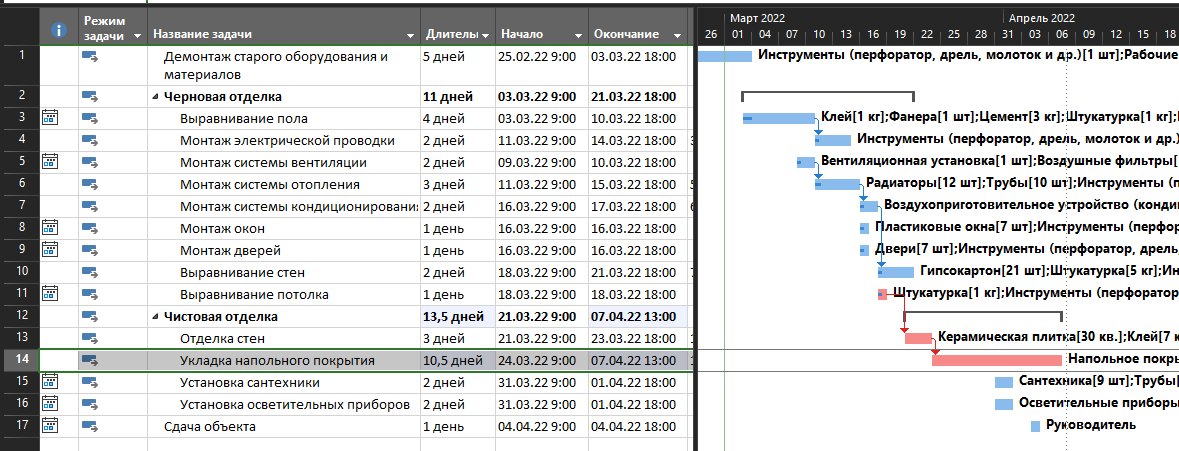 Режим задачи Название задачи Длителы Начало Окончание
Март 2022 Апрель 2022
26 01 04 07 10 13 16 19 22 25 28 31 03 06 09 12 15 18
1 Демонтаж старого оборудования и материалов 5 дней 25.02.22 9:00 03.03.22 18:00 Инструменты (перфоратор, дрель, молоток и др.)[1 шт];Рабочие
2 Черновая отделка 11 дней 03.03.22 9:00 21.03.22 18:00
3 Выравнивание пола 4 дней 03.03.22 9:00 10.03.22 18:00 Клей[1 кг];Фанера[1 шт];Цемент[3 кг];Штукатурка[1 кг];
4 Монтаж электрической проводки 2 дней 11.03.22 9:00 14.03.22 18:00 3 Инструменты (перфоратор, дрель, молоток и др.)
5 Монтаж системы вентиляции 2 дней 09.03.22 9:00 10.03.22 18:00 Вентиляционная установка[1 шт];Воздушные фильтры[
6 Монтаж системы отопления 3 дней 11.03.22 9:00 15.03.22 18:00 5 Радиаторы[12 шт];Трубы[10 шт];Инструменты (п
7 Монтаж системы кондиционирования 2 дней 16.03.22 9:00 17.03.22 18:00 6 Воздухоприготовительное устройство (конди
8 Монтаж окон 1 день 16.03.22 9:00 16.03.22 18:00 Пластиковые окна[7 шт];Инструменты (перфо
9 Монтаж дверей 1 день 16.03.22 9:00 16.03.22 18:00 Двери[7 шт];Инструменты (перфоратор, дрель,
10 Выравнивание стен 2 дней 18.03.22 9:00 21.03.22 18:00 7 Гипсокартон[21 шт];Штукатурка[5 кг];Ин
11 Выравнивание потолка 1 день 18.03.22 9:00 18.03.22 18:00 Штукатурка[1 кг];Инструменты (перфоратор
12 Чистовая отделка 13,5 дней 21.03.22 9:00 07.04.22 13:00
13 Отделка стен 3 дней 21.03.22 9:00 23.03.22 18:00 Керамическая плитка[30 кв.];Клей[7 к
14 Укладка напольного покрытия 10,5 дней 24.03.22 9:00 07.04.22 13:00 Напольное покры
15 Установка сантехники 2 дней 31.03.22 9:00 01.04.22 18:00 Сантехника[9 шт];Трубы[
16 Установка осветительных приборов 2 дней 31.03.22 9:00 01.04.22 18:00 Осветительные приборы
17 Сдача объекта 1 день 04.04.22 9:00 04.04.22 18:00 Руководитель